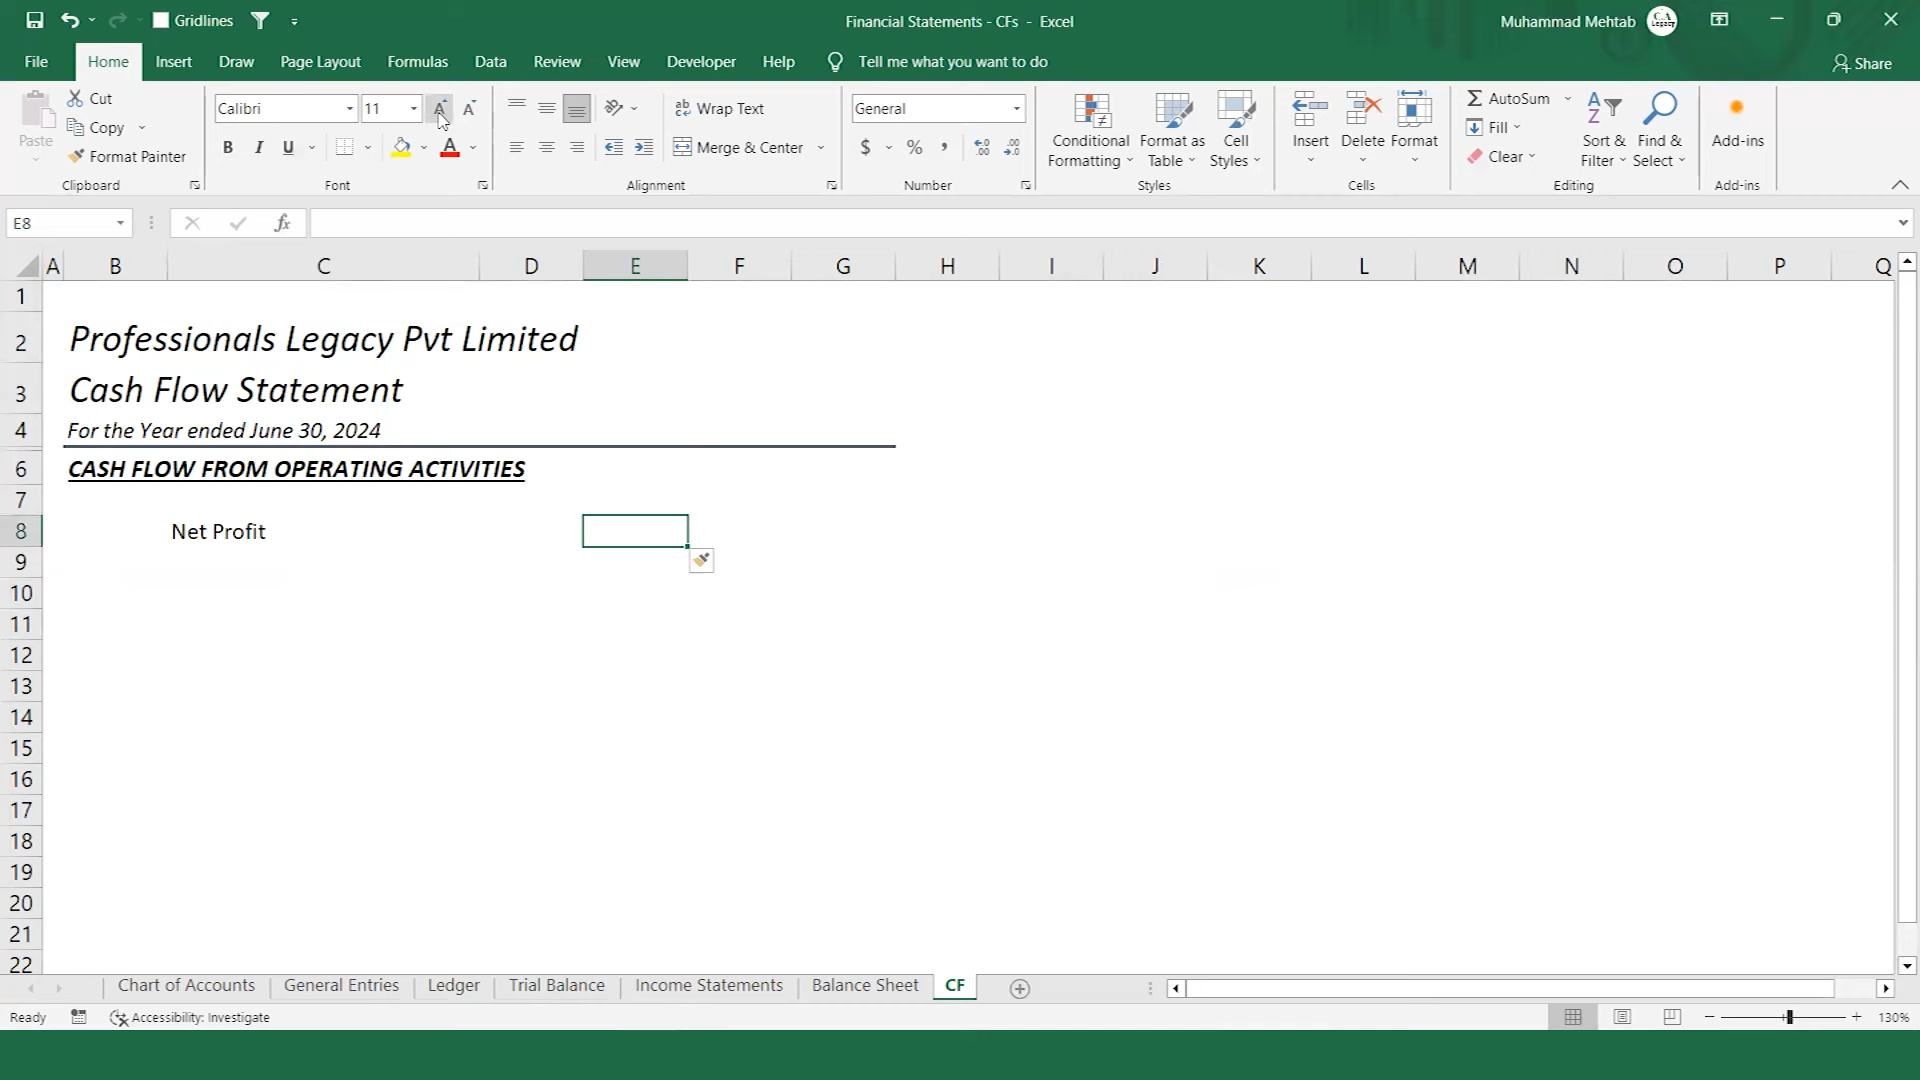 Gridlines
Financial Statements - CFs - Excel
Muhammad Mehtab
CA Legacy
File Home Insert Draw Page Layout Formulas Data Review View Developer Help Tell me what you want to do
Share
Paste
Cut
Copy
Format Painter
Clipboard
Calibri 11
B I U
Font
Wrap Text
Merge & Center
Alignment
General
$ % ,
Number
Conditional Formatting
Format as Table
Cell Styles
Styles
Insert Delete Format
Cells
AutoSum
Fill
Clear
Sort & Filter
Find & Select
Editing
Add-ins
Add-ins
E8 fx
A B C D E F G H I J K L M N O P Q
1
2 Professionals Legacy Pvt Limited
3 Cash Flow Statement
4 For the Year ended June 30, 2024
6 CASH FLOW FROM OPERATING ACTIVITIES
7
8 Net Profit
9
10
11
12
13
14
15
16
17
18
19
20
21
22
Chart of Accounts General Entries Ledger Trial Balance Income Statements Balance Sheet CF
Ready Accessibility: Investigate
130%